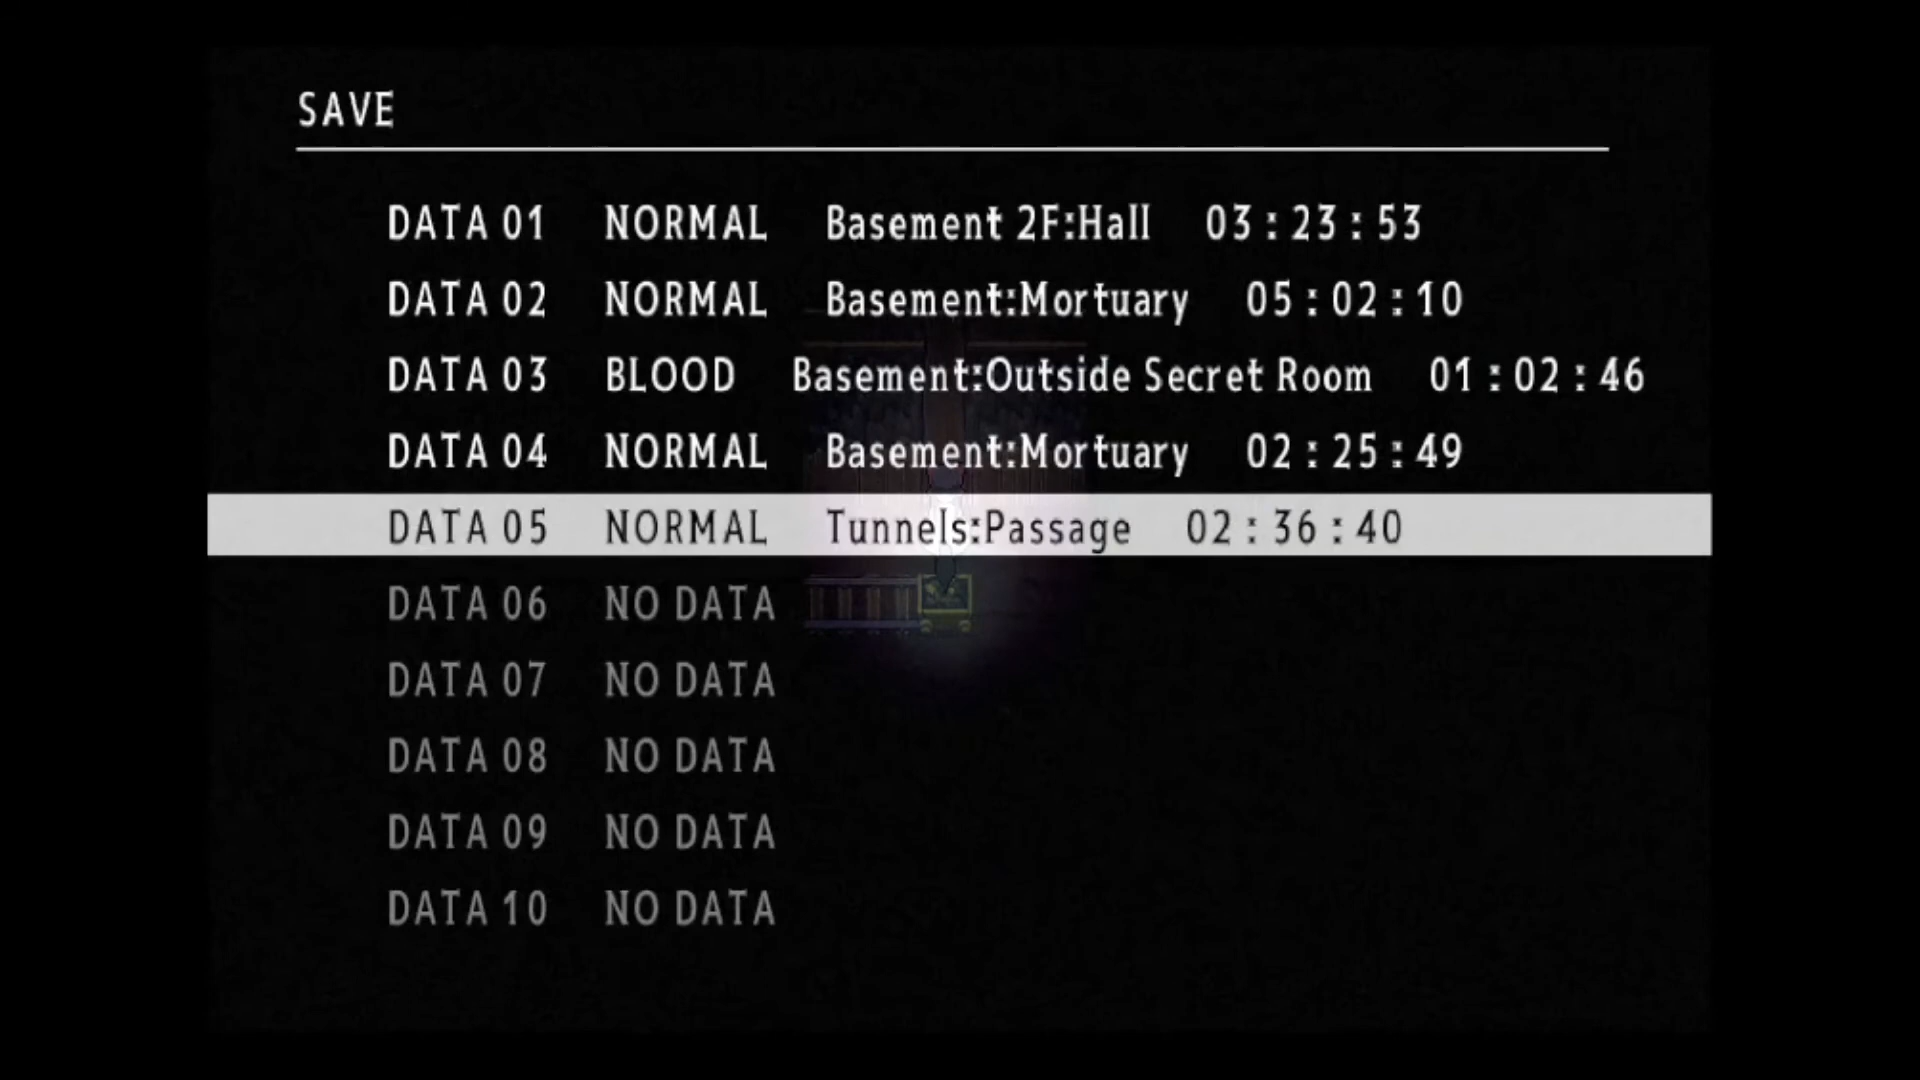 SAVE
DATA 01 NORMAL Basement 2F:Hall 03:23:53
DATA 02 NORMAL Basement:Mortuary 05:02:10
DATA 03 BLOOD Basement:Outside Secret Room 01:02:46
DATA 04 NORMAL Basement:Mortuary 02:25:49
DATA 05 NORMAL Tunnels:Passage 02:36:40
DATA 06 NO DATA
DATA 07 NO DATA
DATA 08 NO DATA
DATA 09 NO DATA
DATA 10 NO DATA